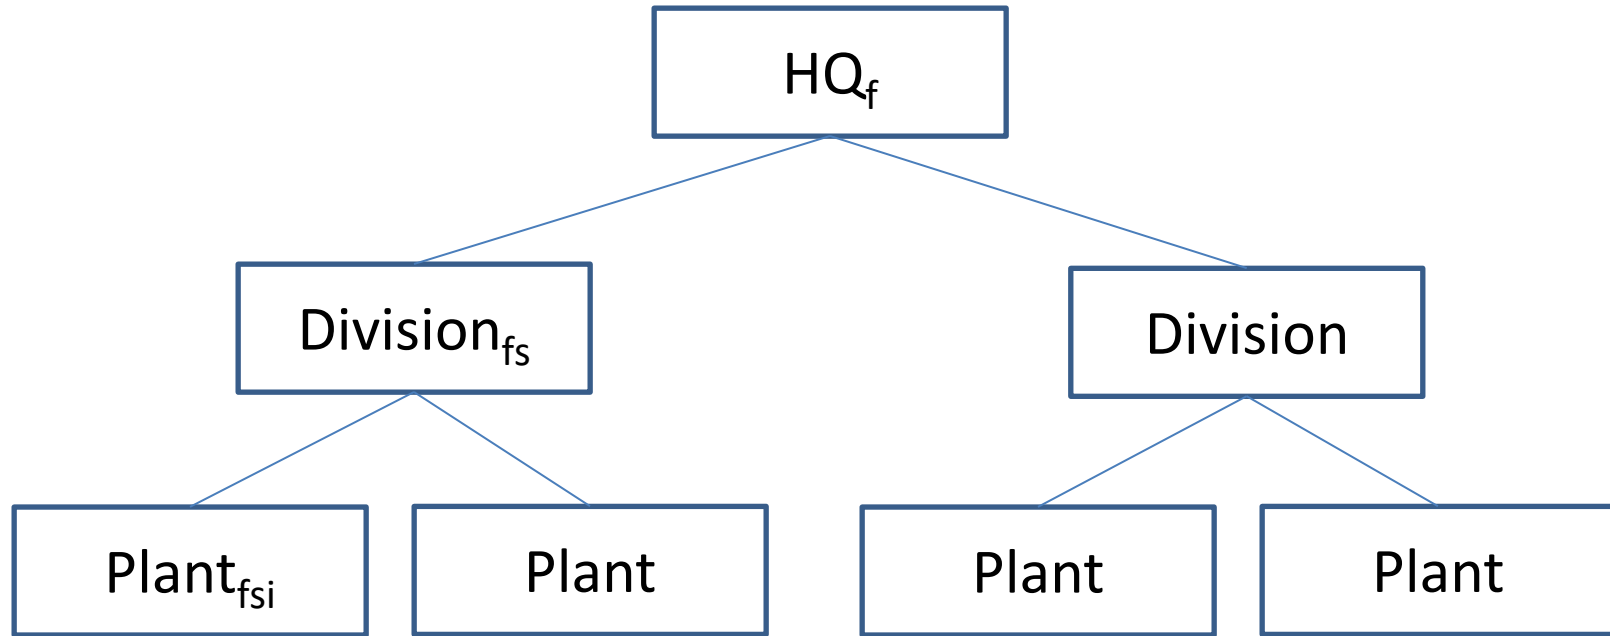 HQf
Divisionfs
Division
Plantfsi
Plant
Plant
Plant